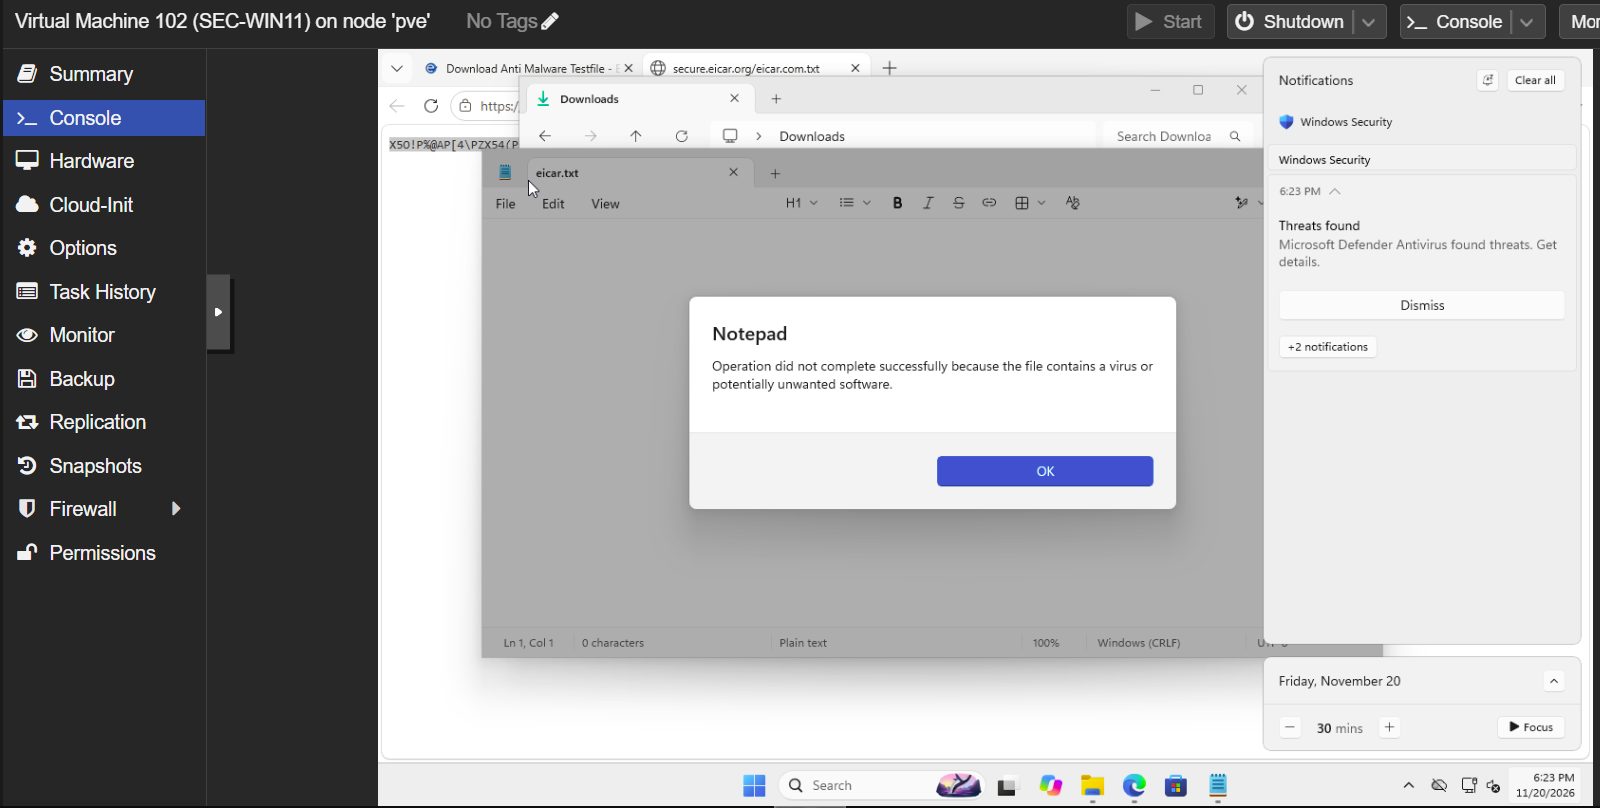 Virtual Machine 102 (SEC-WIN11) on node 'pve'
No Tags
Start
Shutdown
Console
Mor
Summary
Console
Hardware
Cloud-Init
Options
Task History
Monitor
Backup
Replication
Snapshots
Firewall
Permissions
Download Anti Malware Testfile -
secure.eicar.org/eicar.com.txt
https:/
X5O!P%@AP[4\PZX54(P
Downloads
Downloads
Search Downloa
eicar.txt
File
Edit
View
H1
B
I
S
Notepad
Operation did not complete successfully because the file contains a virus or
potentially unwanted software.
OK
Ln 1, Col 1
0 characters
Plain text
100%
Windows (CRLF)
Notifications
Clear all
Windows Security
Windows Security
6:23 PM
Threats found
Microsoft Defender Antivirus found threats. Get
details.
Dismiss
+2 notifications
Friday, November 20
30 mins
Focus
Search
6:23 PM
11/20/2026